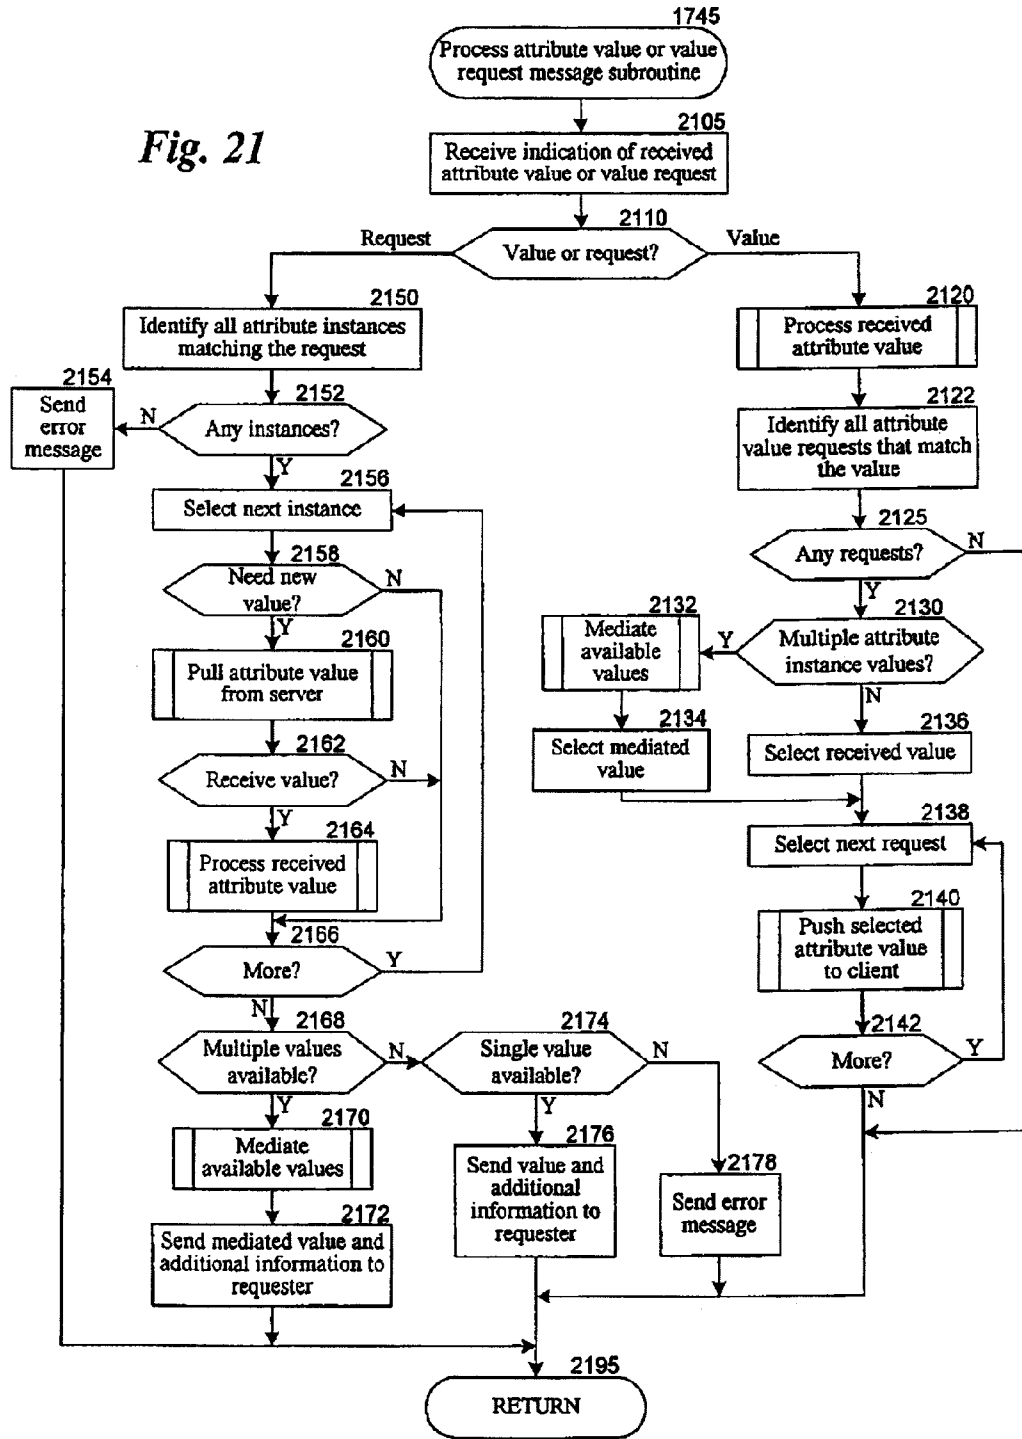 1745
Process attribute value or value
request message subroutine
Fig. 21
2105
Receive indication of received
attribute value or value request
2110
Request
Value or request?
Value
2150
Identify all attribute instances
matching the request
2120
Process received
attribute value
2154
Send
error
message
2152
N
Any instances?
Y
2122
Identify all attribute
value requests that match
the value
2156
Select next instance
2125
Any requests?
N
Y
2158
Need new
value?
N
Y
2132
Mediate
available
values
2130
Y
Multiple attribute
instance values?
N
2160
Pull attribute value
from server
2134
Select mediated
value
2136
Select received value
2162
Receive value?
N
Y
2138
Select next request
2164
Process received
attribute value
2140
Push selected
attribute value
to client
2166
More?
Y
N
2142
More?
Y
N
2168
Multiple values
available?
N
Y
2174
Single value
available?
N
Y
2170
Mediate
available values
2176
Send value and
additional
information to
requester
2178
Send error
message
2172
Send mediated value and
additional information to
requester
2195
RETURN